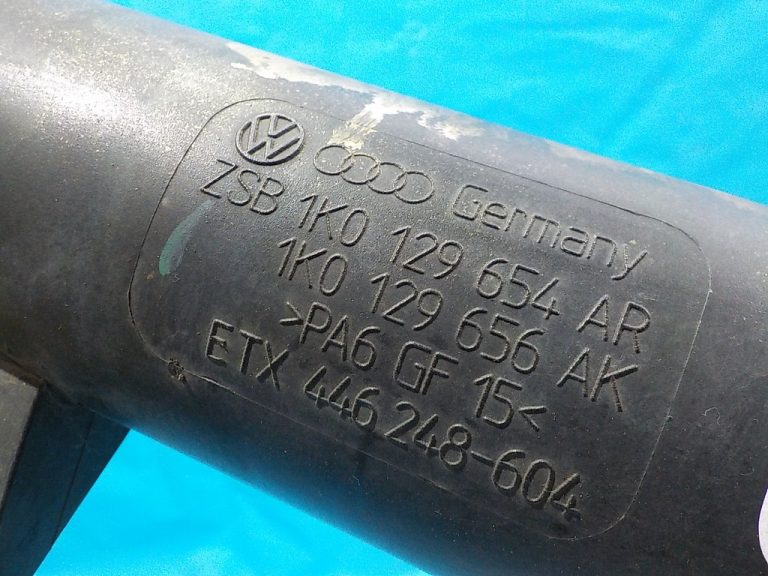 VW Germany
ZSB 1K0 129 654 AR
1K0 129 656 AK
>PA6 GF 15<
ETX 446 248-604